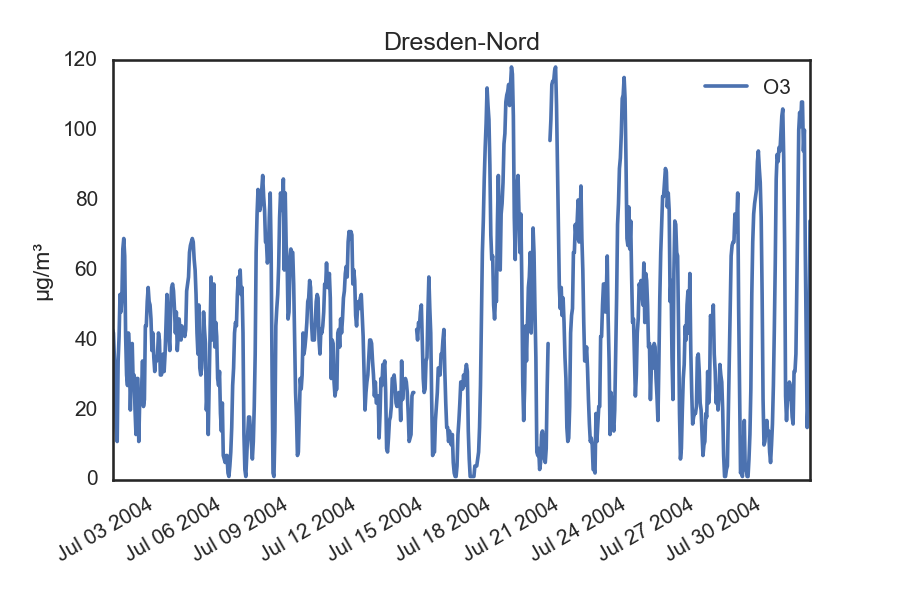 Dresden-Nord
O3
µg/m³
120
100
80
60
40
20
0
Jul 03 2004
Jul 06 2004
Jul 09 2004
Jul 12 2004
Jul 15 2004
Jul 18 2004
Jul 21 2004
Jul 24 2004
Jul 27 2004
Jul 30 2004